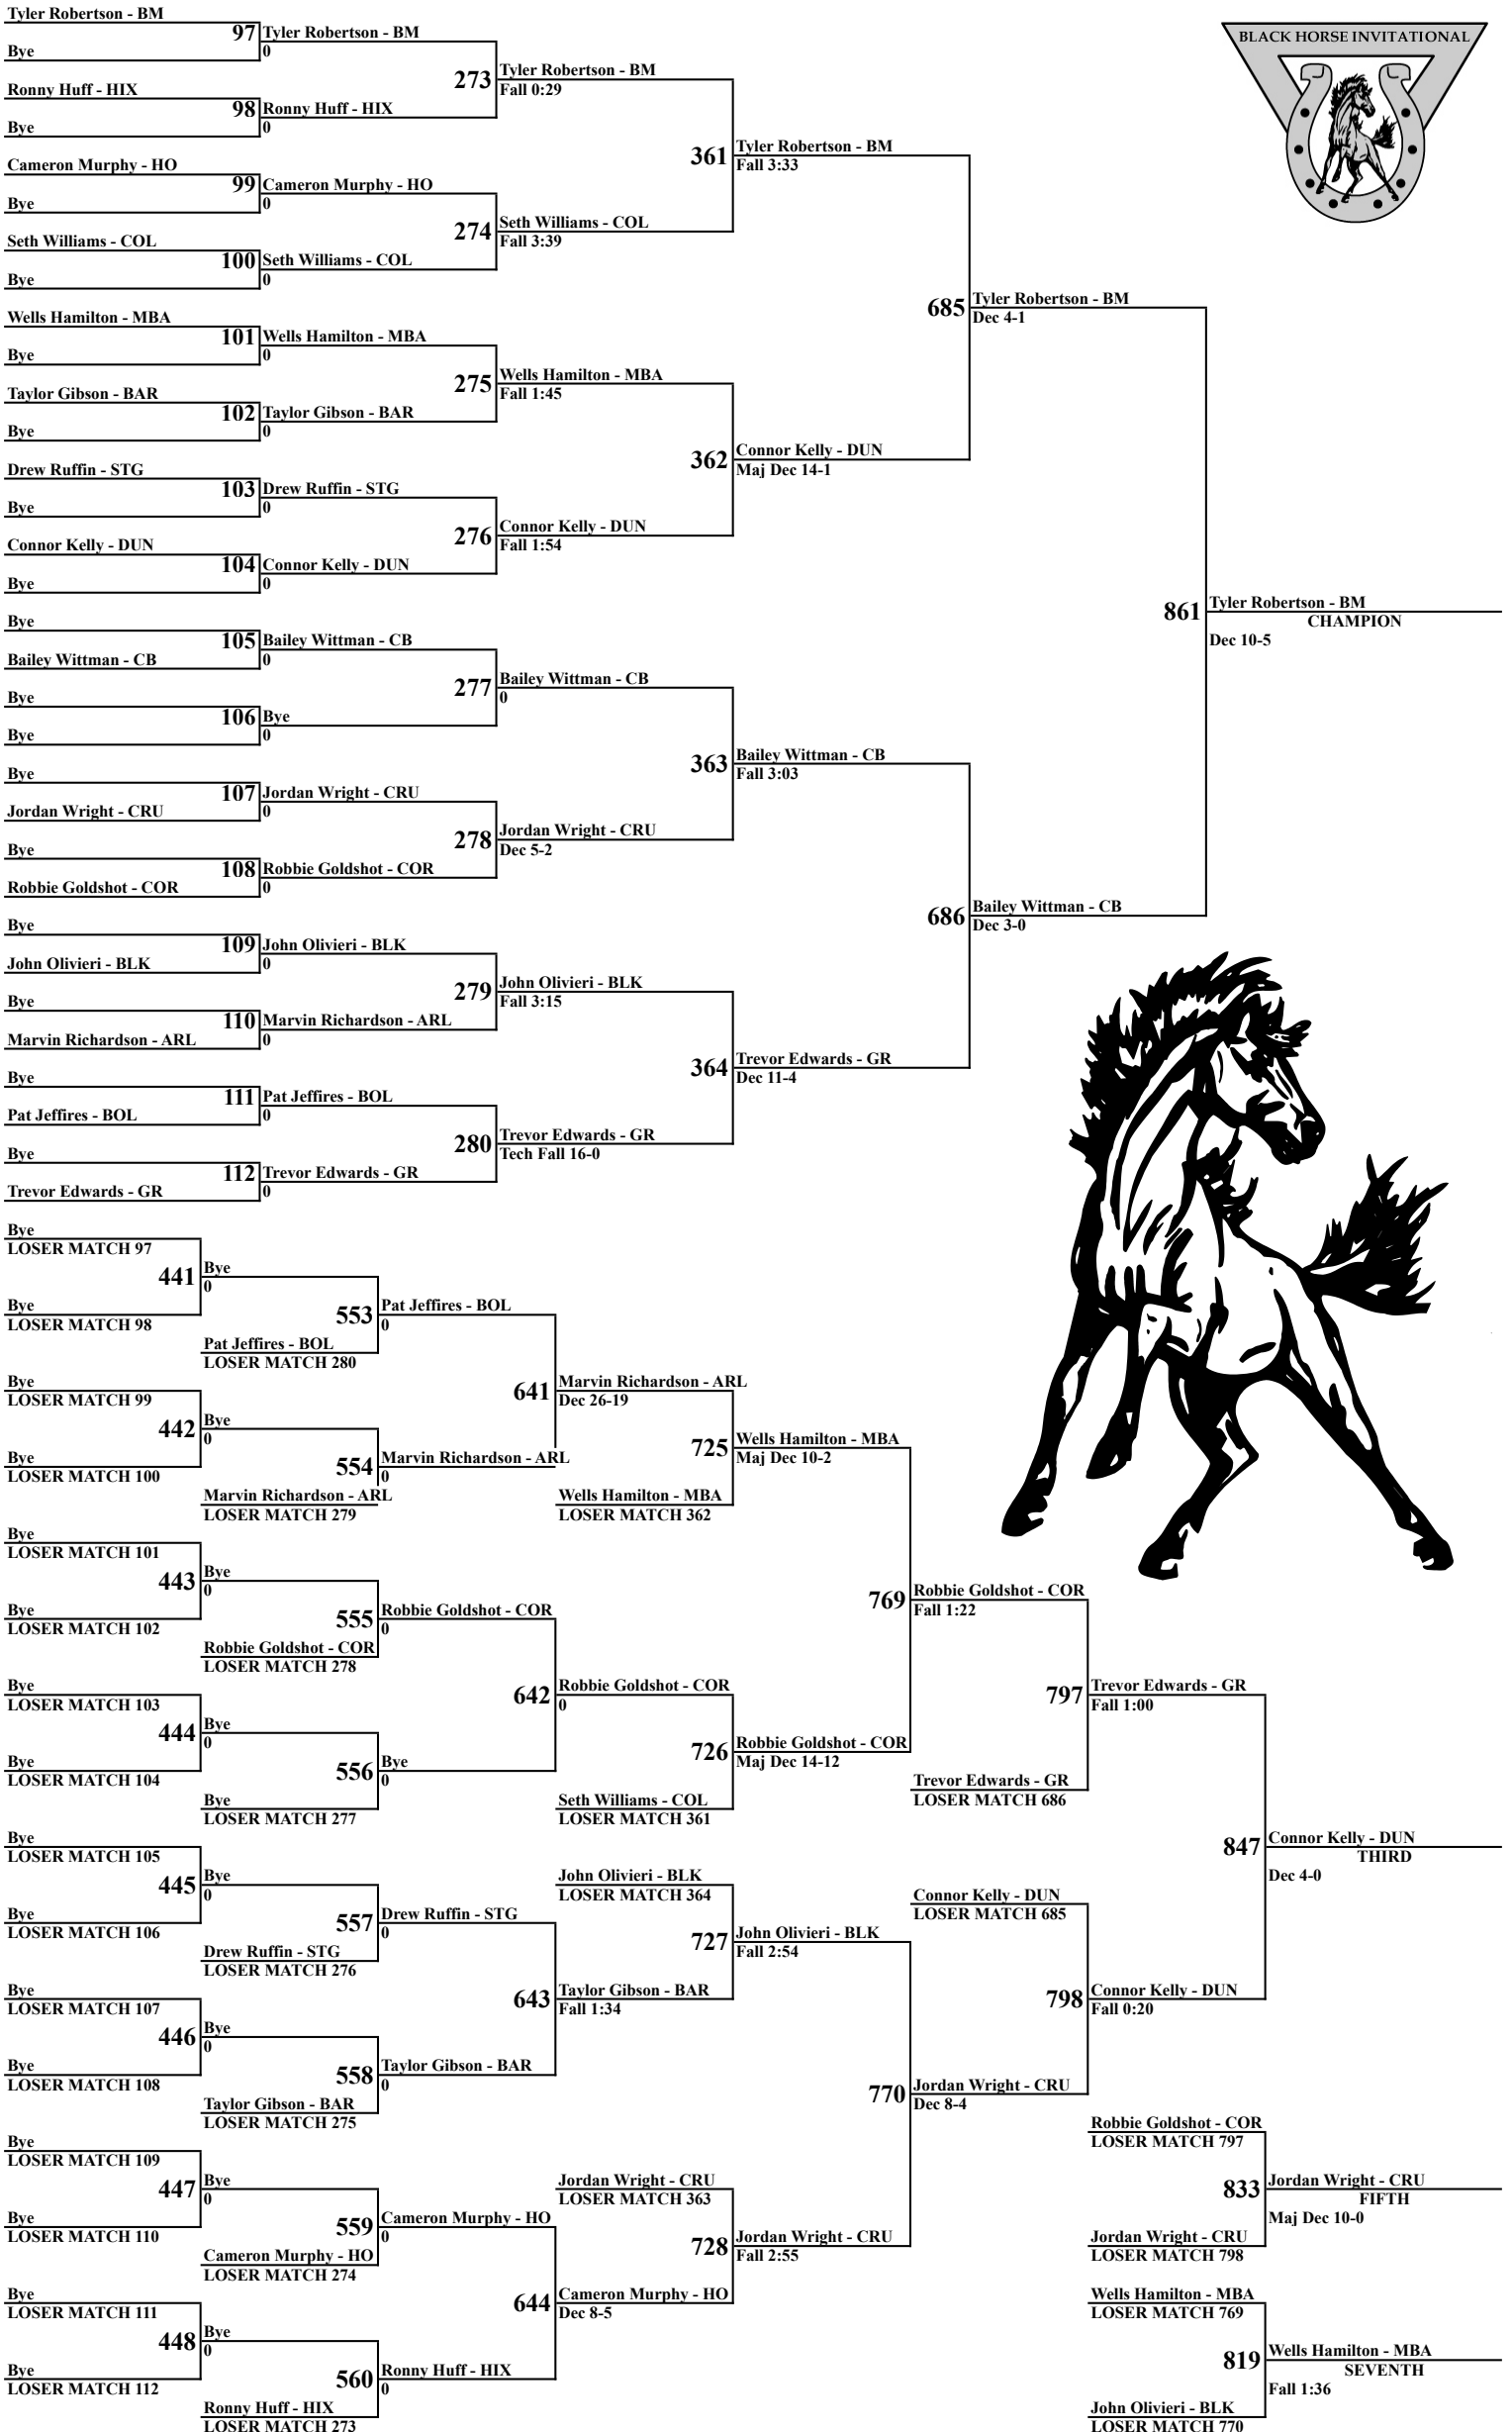 BLACK HORSE INVITATIONAL
Tyler Robertson - BM
97
Bye
Tyler Robertson - BM
0
Ronny Huff - HIX
98
Bye
Ronny Huff - HIX
0
273
Tyler Robertson - BM
Fall 0:29
Cameron Murphy - HO
99
Bye
Cameron Murphy - HO
0
Seth Williams - COL
100
Bye
Seth Williams - COL
0
274
Seth Williams - COL
Fall 3:39
361
Tyler Robertson - BM
Fall 3:33
Wells Hamilton - MBA
101
Bye
Wells Hamilton - MBA
0
Taylor Gibson - BAR
102
Bye
Taylor Gibson - BAR
0
275
Wells Hamilton - MBA
Fall 1:45
Drew Ruffin - STG
103
Bye
Drew Ruffin - STG
0
Connor Kelly - DUN
104
Bye
Connor Kelly - DUN
0
276
Connor Kelly - DUN
Fall 1:54
362
Connor Kelly - DUN
Maj Dec 14-1
685
Tyler Robertson - BM
Dec 4-1
Bye
105
Bailey Wittman - CB
Bailey Wittman - CB
0
Bye
106
Bye
Bye
0
277
Bailey Wittman - CB
0
Bye
107
Jordan Wright - CRU
Jordan Wright - CRU
0
Bye
108
Robbie Goldshot - COR
Robbie Goldshot - COR
0
278
Jordan Wright - CRU
Dec 5-2
363
Bailey Wittman - CB
Fall 3:03
Bye
109
John Olivieri - BLK
John Olivieri - BLK
0
Bye
110
Marvin Richardson - ARL
Marvin Richardson - ARL
0
279
John Olivieri - BLK
Fall 3:15
Bye
111
Pat Jeffires - BOL
Pat Jeffires - BOL
0
Bye
112
Trevor Edwards - GR
Trevor Edwards - GR
0
280
Trevor Edwards - GR
Tech Fall 16-0
364
Trevor Edwards - GR
Dec 11-4
686
Bailey Wittman - CB
Dec 3-0
861
Tyler Robertson - BM
CHAMPION
Dec 10-5
Bye
LOSER MATCH 97
441
Bye
LOSER MATCH 98
Bye
0
553
Pat Jeffires - BOL
LOSER MATCH 280
Pat Jeffires - BOL
0
Bye
LOSER MATCH 99
442
Bye
LOSER MATCH 100
Bye
0
554
Marvin Richardson - ARL
LOSER MATCH 279
Marvin Richardson - ARL
0
641
Marvin Richardson - ARL
Dec 26-19
725
Wells Hamilton - MBA
LOSER MATCH 362
Wells Hamilton - MBA
Maj Dec 10-2
Bye
LOSER MATCH 101
443
Bye
LOSER MATCH 102
Bye
0
555
Robbie Goldshot - COR
LOSER MATCH 278
Robbie Goldshot - COR
0
Bye
LOSER MATCH 103
444
Bye
LOSER MATCH 104
Bye
0
556
Bye
LOSER MATCH 277
Bye
0
642
Robbie Goldshot - COR
0
726
Seth Williams - COL
LOSER MATCH 361
Robbie Goldshot - COR
Maj Dec 14-12
769
Robbie Goldshot - COR
Fall 1:22
797
Trevor Edwards - GR
LOSER MATCH 686
Trevor Edwards - GR
Fall 1:00
Bye
LOSER MATCH 105
445
Bye
LOSER MATCH 106
Bye
0
557
Drew Ruffin - STG
LOSER MATCH 276
Drew Ruffin - STG
0
Bye
LOSER MATCH 107
446
Bye
LOSER MATCH 108
Bye
0
558
Taylor Gibson - BAR
LOSER MATCH 275
Taylor Gibson - BAR
0
643
Taylor Gibson - BAR
Fall 1:34
John Olivieri - BLK
LOSER MATCH 364
727
John Olivieri - BLK
Fall 2:54
Bye
LOSER MATCH 109
447
Bye
LOSER MATCH 110
Bye
0
559
Cameron Murphy - HO
LOSER MATCH 274
Cameron Murphy - HO
0
Bye
LOSER MATCH 111
448
Bye
LOSER MATCH 112
Bye
0
560
Ronny Huff - HIX
LOSER MATCH 273
Ronny Huff - HIX
0
644
Cameron Murphy - HO
Dec 8-5
Jordan Wright - CRU
LOSER MATCH 363
728
Jordan Wright - CRU
Fall 2:55
770
Jordan Wright - CRU
Dec 8-4
Connor Kelly - DUN
LOSER MATCH 685
798
Connor Kelly - DUN
Fall 0:20
847
Connor Kelly - DUN
THIRD
Dec 4-0
Robbie Goldshot - COR
LOSER MATCH 797
833
Jordan Wright - CRU
LOSER MATCH 798
Jordan Wright - CRU
FIFTH
Maj Dec 10-0
Wells Hamilton - MBA
LOSER MATCH 769
819
John Olivieri - BLK
LOSER MATCH 770
Wells Hamilton - MBA
SEVENTH
Fall 1:36